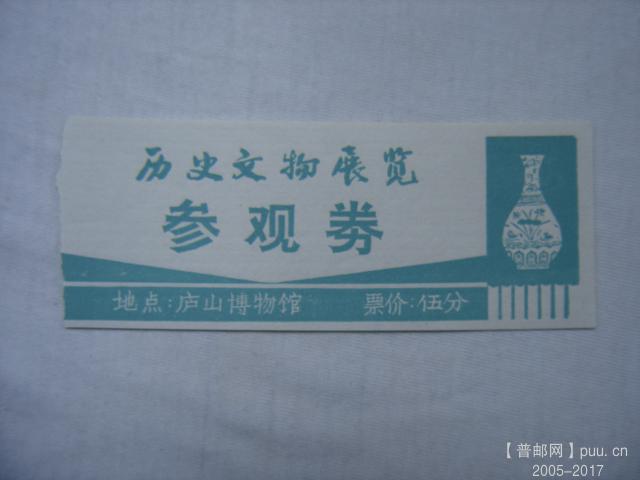 历史文物展览
参观券
地点:庐山博物馆 票价:伍分
【普邮网】puu.cn
2005-2017